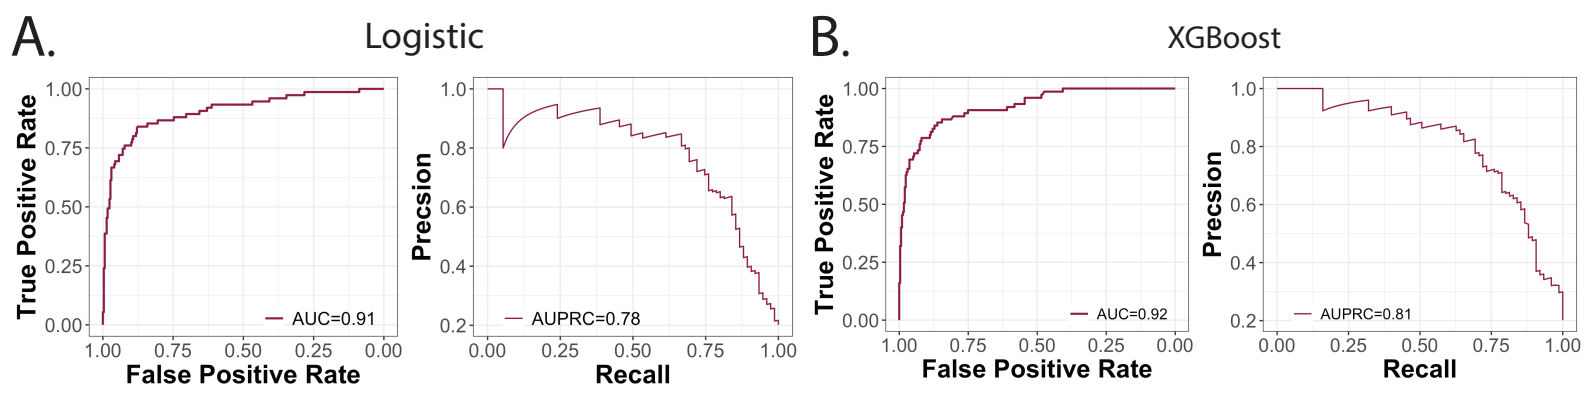 A.
Logistic
1.00
0.75
0.50
0.25
0.00
True Positive Rate
AUC=0.91
1.00 0.75 0.50 0.25 0.00
False Positive Rate
1.0
0.8
0.6
0.4
0.2
Precsion
AUPRC=0.78
0.00 0.25 0.50 0.75 1.00
Recall
B.
XGBoost
1.00
0.75
0.50
0.25
0.00
True Positive Rate
AUC=0.92
1.00 0.75 0.50 0.25 0.00
False Positive Rate
1.0
0.8
0.6
0.4
0.2
Precsion
AUPRC=0.81
0.00 0.25 0.50 0.75 1.00
Recall